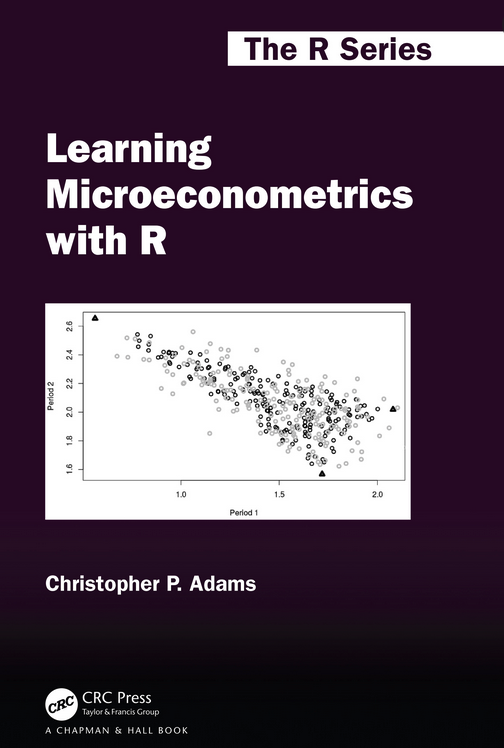 The R Series
Learning
Microeconometrics
with R
2.6
2.4
2.2
2.0
1.8
1.6
Period 2
1.0 1.5 2.0
Period 1
Christopher P. Adams
CRC CRC Press
Taylor & Francis Group
A CHAPMAN & HALL BOOK